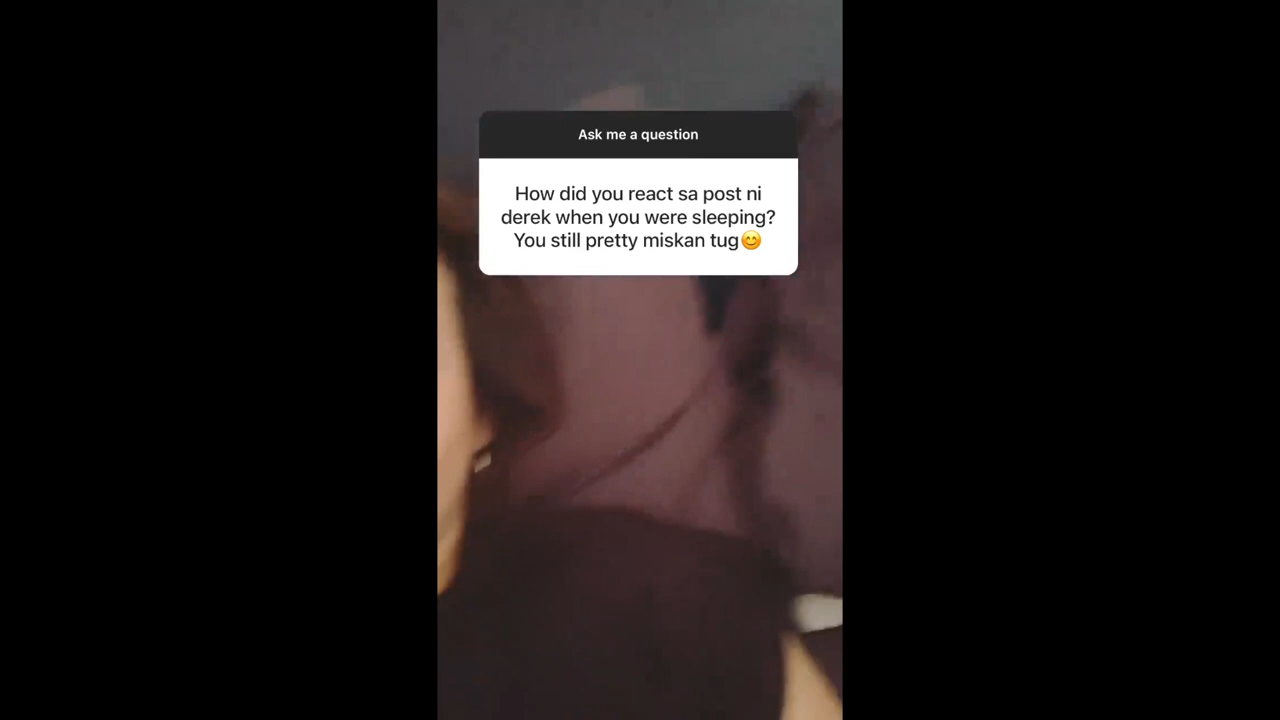 Ask me a question
How did you react sa post ni
derek when you were sleeping?
You still pretty miskan tug😊